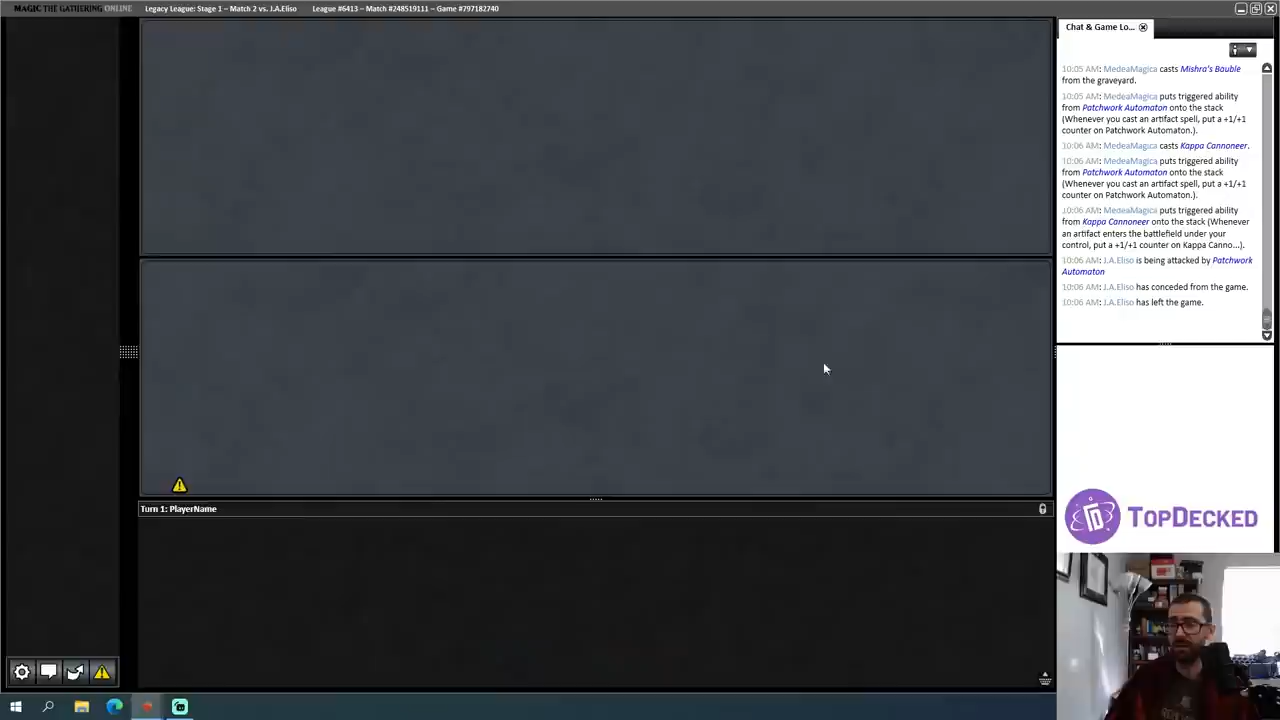 MAGIC THE GATHERING ONLINE
Legacy League: Stage 1 – Match 2 vs. J.A.Eliso
League #6413 – Match #248519111 – Game #797182740
Chat & Game Lo...
10:05 AM: MedeaMagica casts Mishra's Bauble
from the graveyard.
10:05 AM: MedeaMagica puts triggered ability
from Patchwork Automaton onto the stack
(Whenever you cast an artifact spell, put a +1/+1
counter on Patchwork Automaton.).
10:06 AM: MedeaMagica casts Kappa Cannoneer.
10:06 AM: MedeaMagica puts triggered ability
from Patchwork Automaton onto the stack
(Whenever you cast an artifact spell, put a +1/+1
counter on Patchwork Automaton.).
10:06 AM: MedeaMagica puts triggered ability
from Kappa Cannoneer onto the stack (Whenever
an artifact enters the battlefield under your
control, put a +1/+1 counter on Kappa Canno...).
10:06 AM: J.A.Eliso is being attacked by Patchwork
Automaton
10:06 AM: J.A.Eliso has conceded from the game.
10:06 AM: J.A.Eliso has left the game.
Turn 1: PlayerName
TOPDECKED